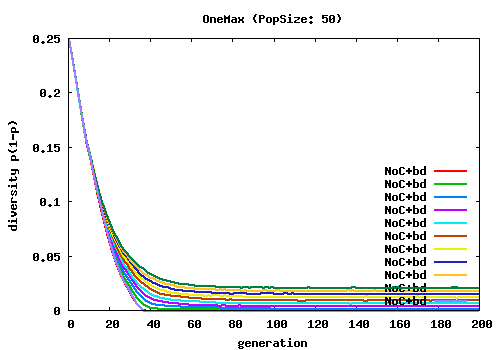 OneMax (PopSize: 50)
0.25
0.2
0.15
0.1
0.05
0
diversity p(1-p)
NoC+bd
NoC+bd
NoC+bd
NoC+bd
NoC+bd
NoC+bd
NoC+bd
NoC+bd
NoC+bd
NoC+bd
NoC+bd
0 20 40 60 80 100 120 140 160 180 200
generation